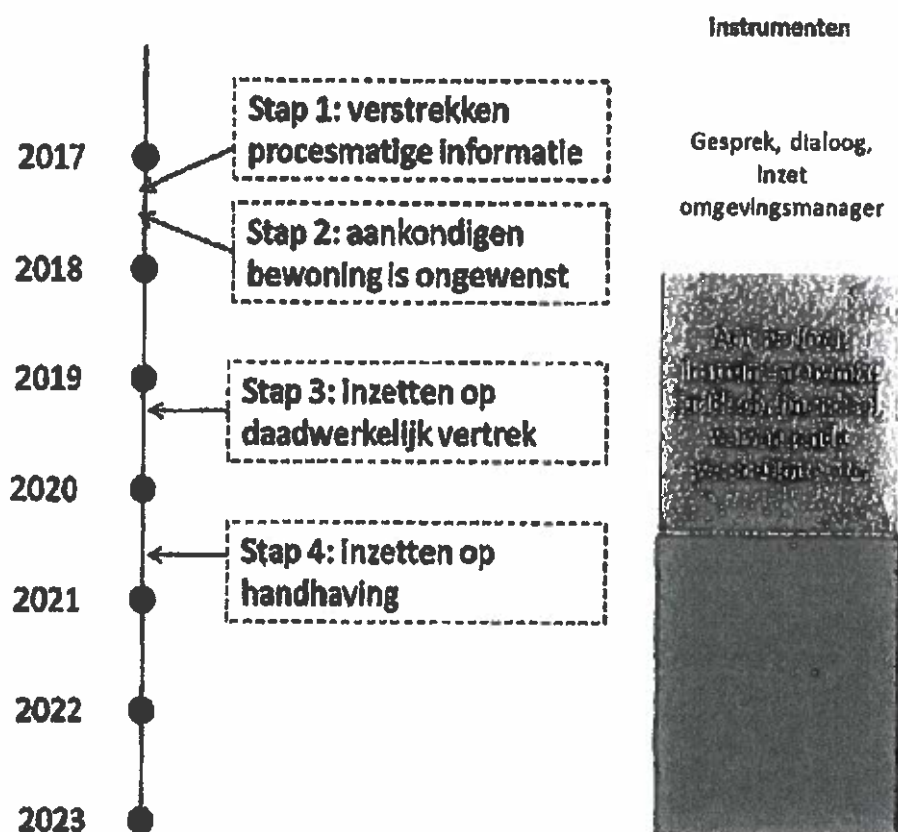 Instrumenten
2017
Stap 1: verstrekken
procesmatige informatie
Gesprek, dialoog,
Inzet
omgevingsmanager
Stap 2: aankondigen
bewoning is ongewenst
2018
2019
Stap 3: inzetten op
daadwerkelijk vertrek
2020
Stap 4: inzetten op
handhaving
2021
2022
2023